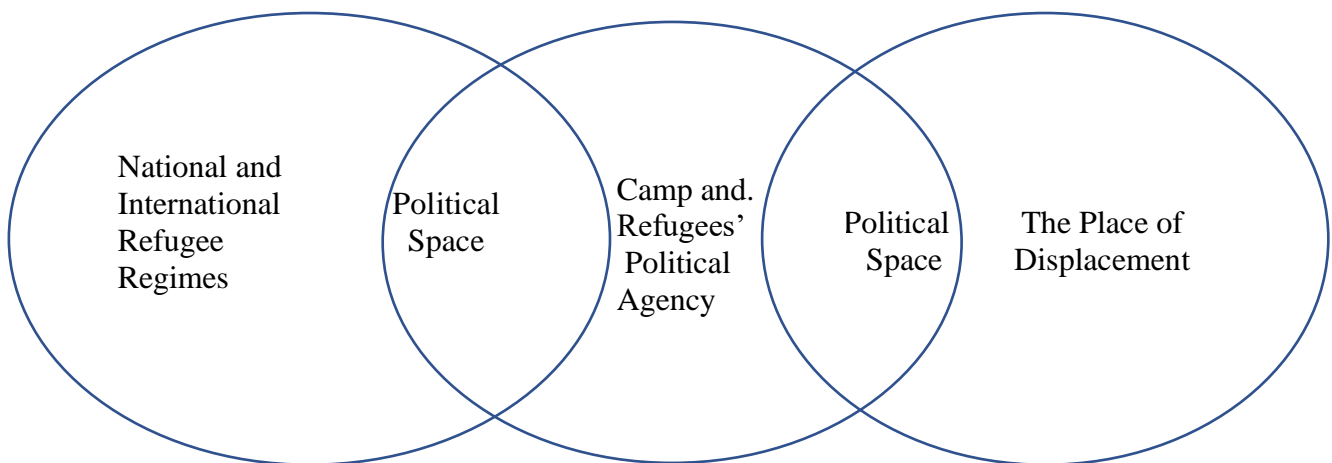 National and
International
Refugee
Regimes
Political
Space
Camp and.
Refugees’
Political
Agency
Political
Space
The Place of
Displacement